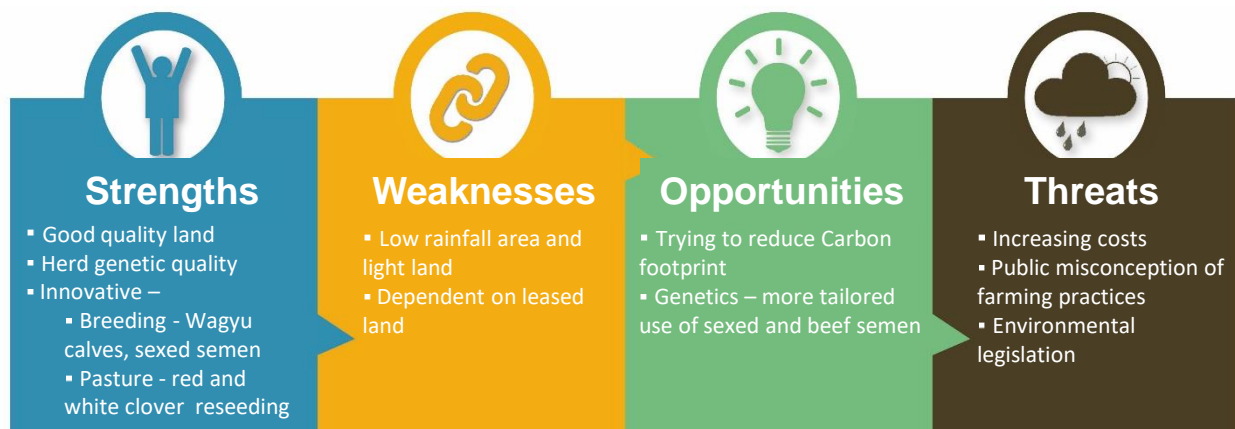 Strengths
▪ Good quality land
▪ Herd genetic quality
▪ Innovative –
▪ Breeding - Wagyu
calves, sexed semen
▪ Pasture - red and
white clover reseeding
Weaknesses
▪ Low rainfall area and
light land
▪ Dependent on leased
land
Opportunities
▪ Trying to reduce Carbon
footprint
▪ Genetics – more tailored
use of sexed and beef semen
Threats
▪ Increasing costs
▪ Public misconception of
farming practices
▪ Environmental
legislation